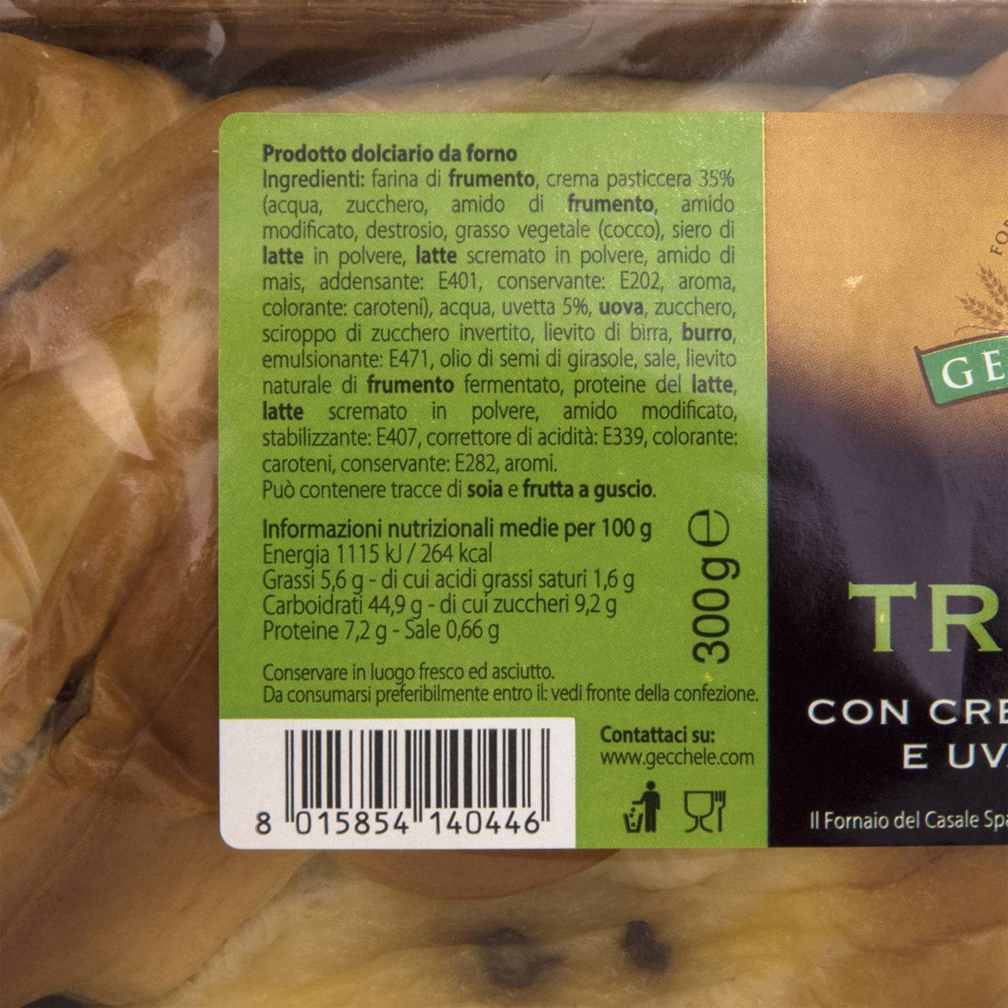 Prodotto dolciario da forno
Ingredienti: farina di frumento, crema pasticcera 35%
(acqua, zucchero, amido di frumento, amido
modificato, destrosio, grasso vegetale (cocco), siero di
latte in polvere, latte scremato in polvere, amido di
mais, addensante: E401, conservante: E202, aroma,
colorante: caroteni), acqua, uvetta 5%, uova, zucchero,
sciroppo di zucchero invertito, lievito di birra, burro,
emulsionante: E471, olio di semi di girasole, sale, lievito
naturale di frumento fermentato, proteine del latte,
latte scremato in polvere, amido modificato,
stabilizzante: E407, correttore di acidità: E339, colorante:
caroteni, conservante: E282, aromi.
Può contenere tracce di soia e frutta a guscio.
Informazioni nutrizionali medie per 100 g
Energia 1115 kJ / 264 kcal
Grassi 5,6 g - di cui acidi grassi saturi 1,6 g
Carboidrati 44,9 g - di cui zuccheri 9,2 g
Proteine 7,2 g - Sale 0,66 g
300 g ℮
Conservare in luogo fresco ed asciutto.
Da consumarsi preferibilmente entro il: vedi fronte della confezione.
Contattaci su:
www.gecchele.com
8 015854 140446
FO
GE
TR
CON CRE
E UV
Il Fornaio del Casale Spa